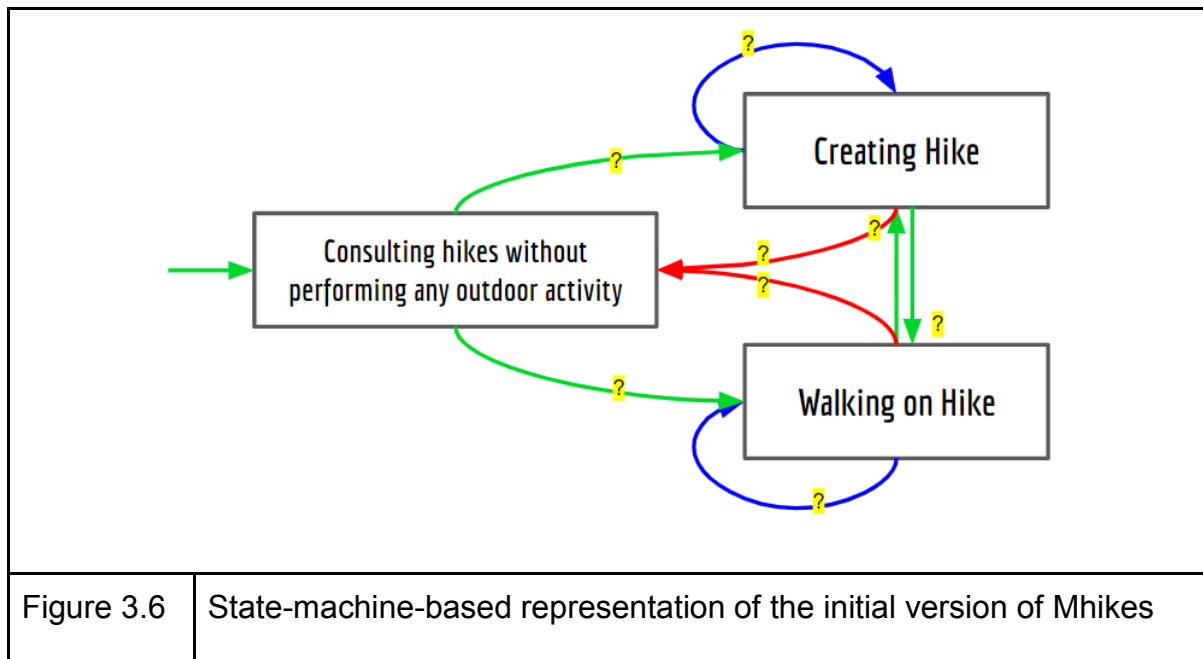 ?
Creating Hike
?
?
Consulting hikes without
performing any outdoor activity
?
?
?
?
Walking on Hike
?
Figure 3.6
State-machine-based representation of the initial version of Mhikes